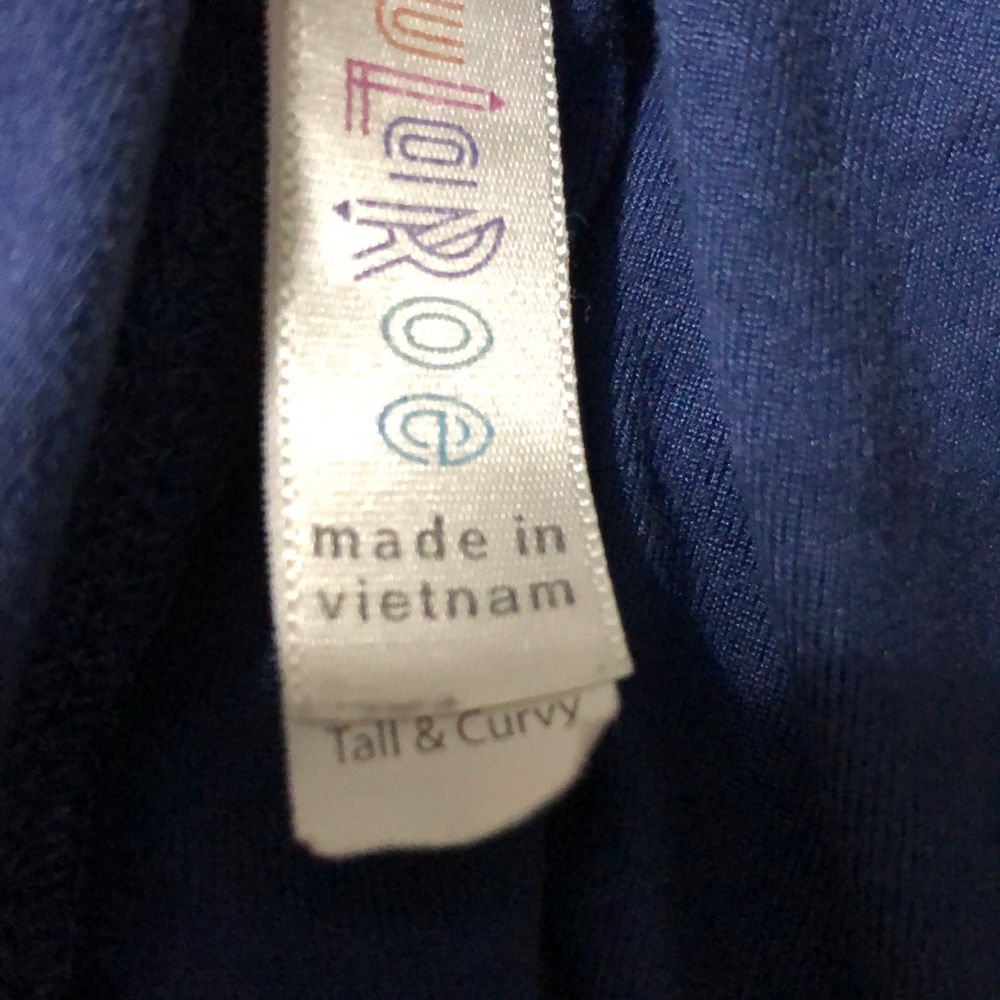 uLaRoe
made in
vietnam
Tall & Curvy